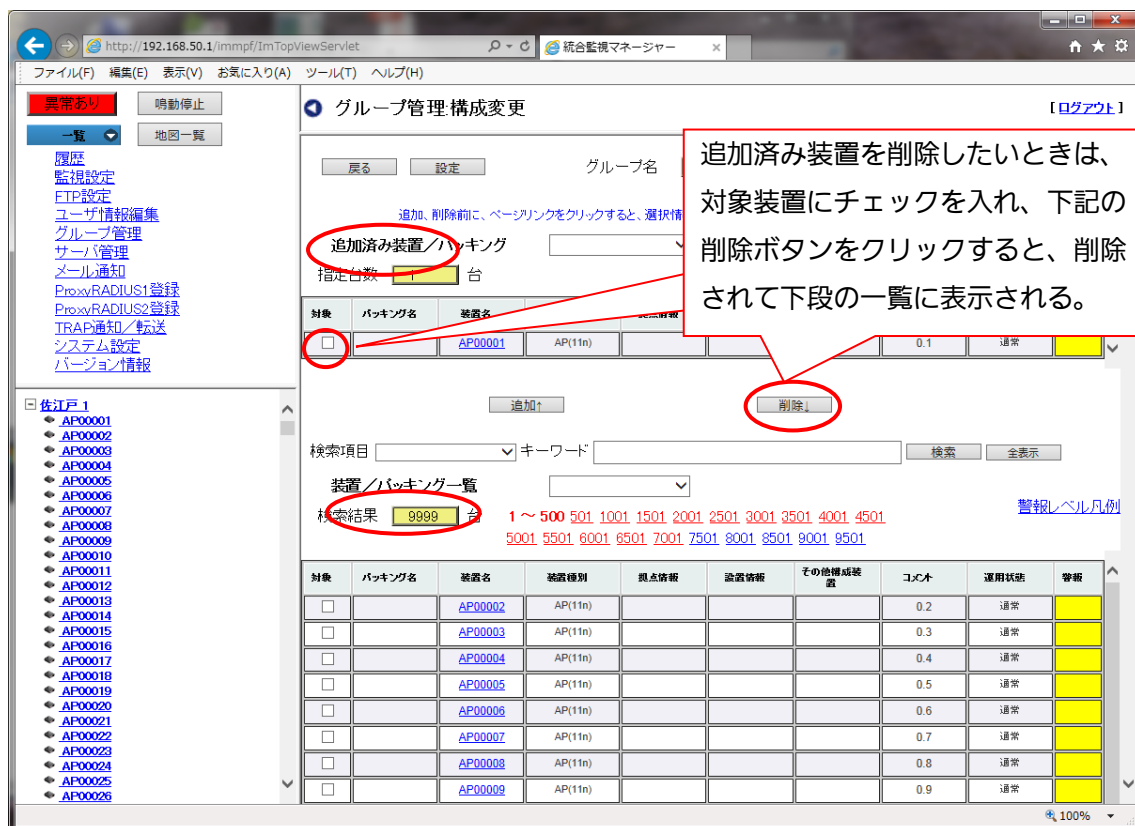 http://192.168.50.1/immpf/ImTopViewServlet
統合監視マネージャー
ファイル(F) 編集(E) 表示(V) お気に入り(A) ツール(T) ヘルプ(H)
異常あり 鳴動停止
一覧 地図一覧
履歴
監視設定
FTP設定
ユーザ情報編集
グループ管理
サーバ管理
メール通知
ProxyRADIUS1登録
ProxyRADIUS2登録
TRAP通知/転送
システム設定
バージョン情報
佐江戸 1
AP00001
AP00002
AP00003
AP00004
AP00005
AP00006
AP00007
AP00008
AP00009
AP00010
AP00011
AP00012
AP00013
AP00014
AP00015
AP00016
AP00017
AP00018
AP00019
AP00020
AP00021
AP00022
AP00023
AP00024
AP00025
AP00026
グループ管理:構成変更 [ログアウト]
戻る 設定 グループ名
追加済み装置を削除したいときは、
対象装置にチェックを入れ、下記の
削除ボタンをクリックすると、削除
されて下段の一覧に表示される。
追加、削除前に、ページリンクをクリックすると、選択情
追加済み装置/パッキング
指定台数 1 台
対象 パッキング名 装置名
AP00001 AP(11n) 0.1 通常
追加↑ 削除↓
検索項目 キーワード 検索 全表示
装置/パッキング一覧
検索結果 9999 台 1 ~ 500 501 1001 1501 2001 2501 3001 3501 4001 4501
5001 5501 6001 6501 7001 7501 8001 8501 9001 9501
警報レベル凡例
対象 パッキング名 装置名 装置種別 拠点情報 設置情報 その他構成装置 コメント 運用状態 警報
AP00002 AP(11n) 0.2 通常
AP00003 AP(11n) 0.3 通常
AP00004 AP(11n) 0.4 通常
AP00005 AP(11n) 0.5 通常
AP00006 AP(11n) 0.6 通常
AP00007 AP(11n) 0.7 通常
AP00008 AP(11n) 0.8 通常
AP00009 AP(11n) 0.9 通常
100%